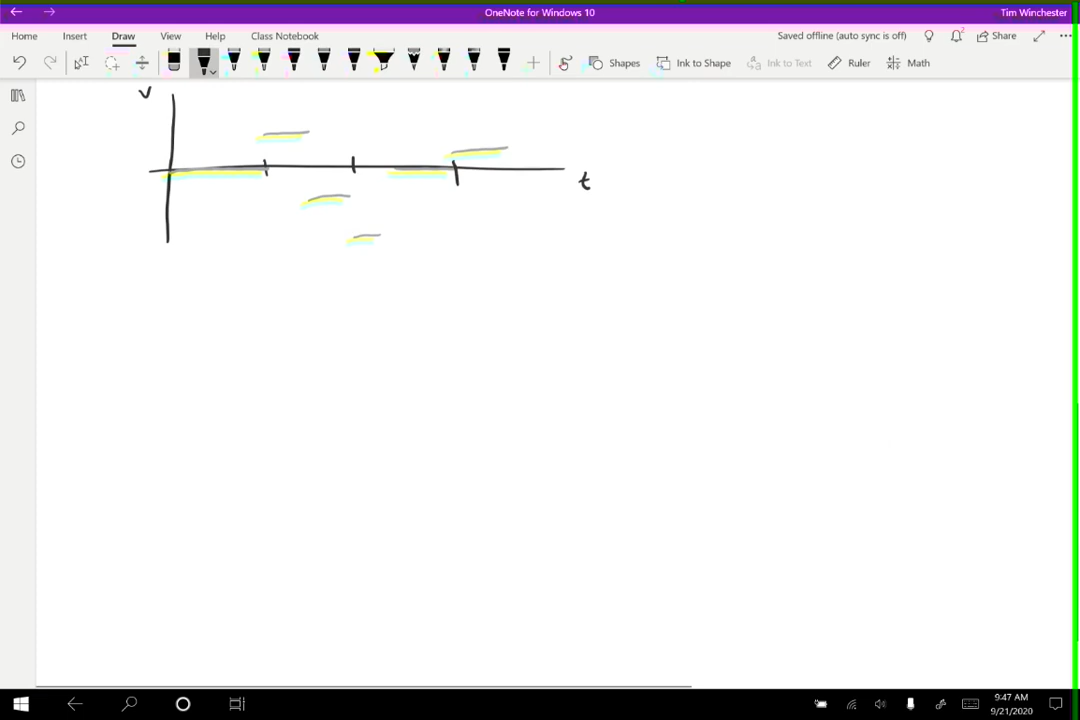 OneNote for Windows 10
Tim Winchester
Home Insert Draw View Help Class Notebook
Saved offline (auto sync is off)
Share
Shapes
Ink to Shape
Ink to Text
Ruler
Math
v
t
9:47 AM
9/21/2020